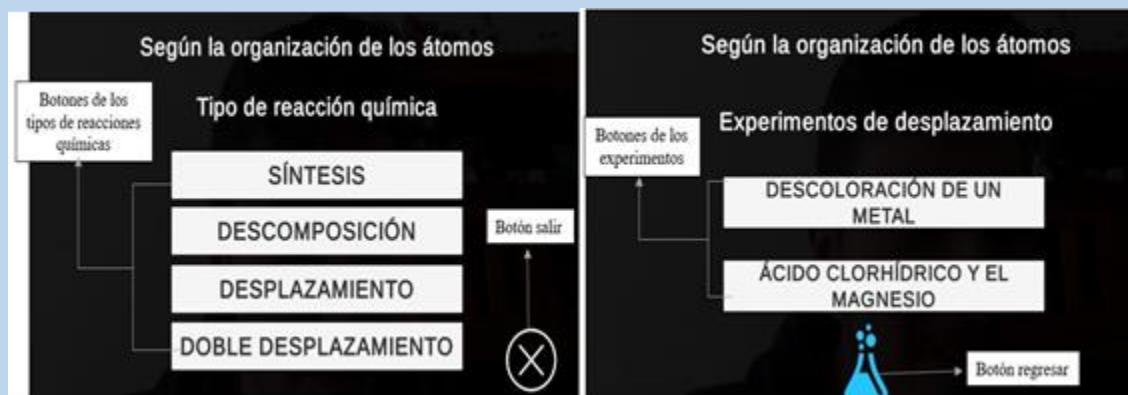 Según la organización de los átomos
Botones de los
tipos de reacciones
químicas
Tipo de reacción química
SÍNTESIS
DESCOMPOSICIÓN
DESPLAZAMIENTO
DOBLE DESPLAZAMIENTO
Botón salir
Según la organización de los átomos
Experimentos de desplazamiento
Botones de los
experimentos
DESCOLORACIÓN DE UN
METAL
ÁCIDO CLORHÍDRICO Y EL
MAGNESIO
Botón regresar